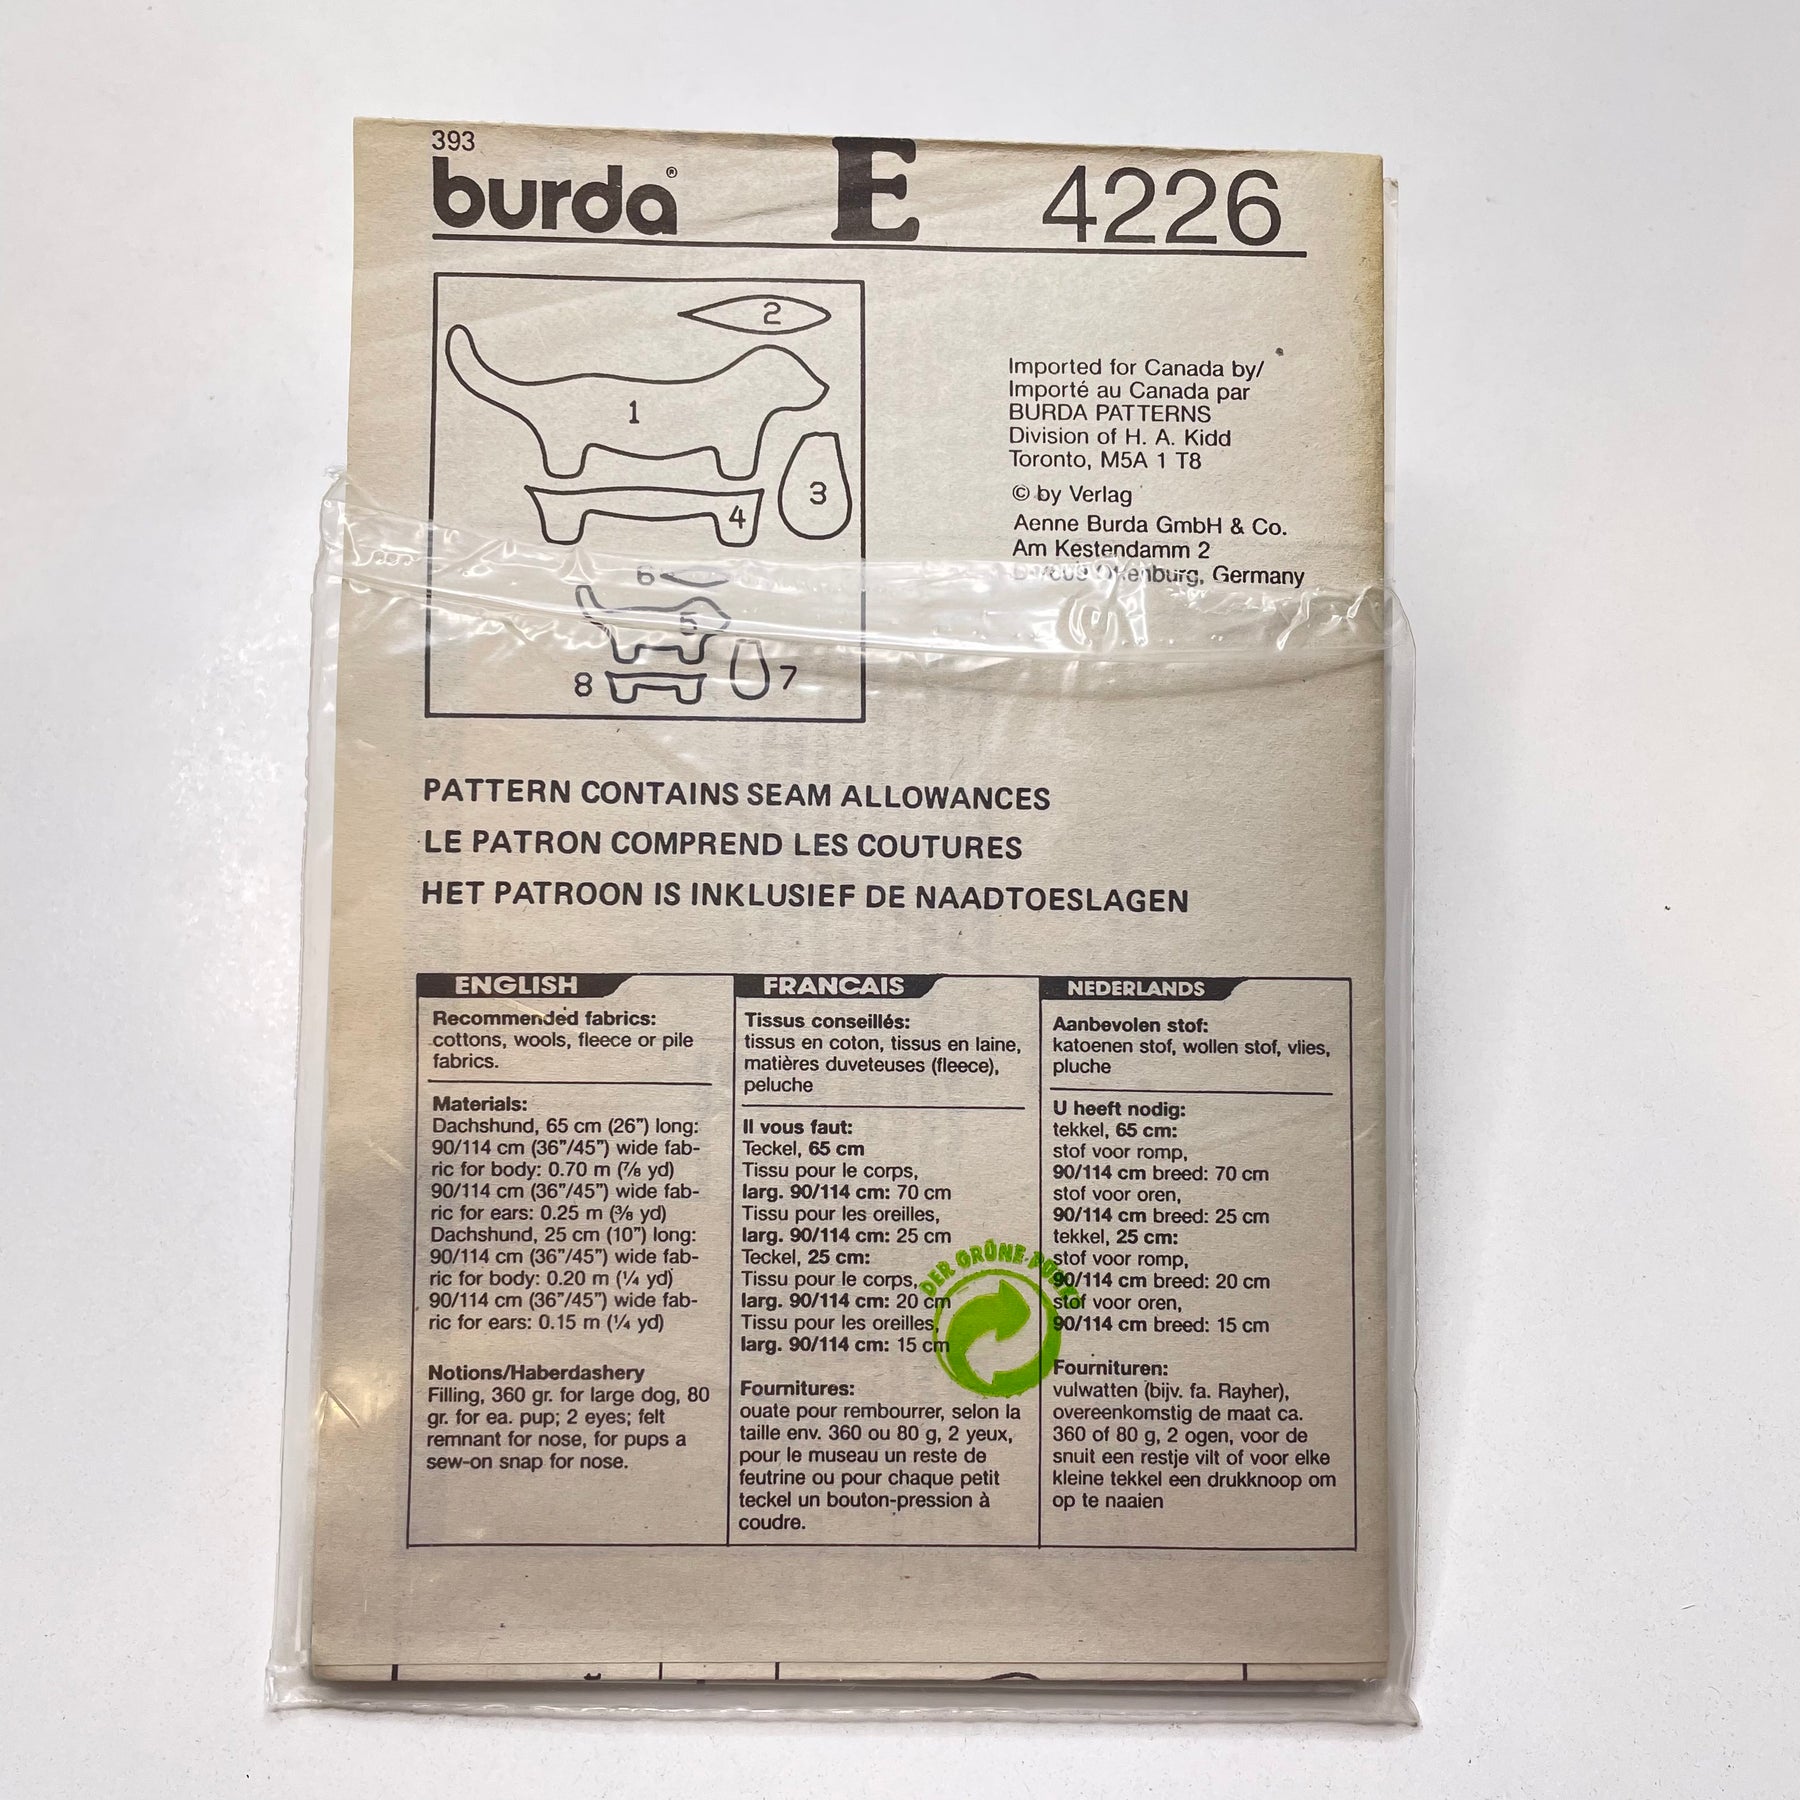 393
burda®
E
4226
2
1
3
4
6
5
8
7
Imported for Canada by/
Importé au Canada par
BURDA PATTERNS
Division of H. A. Kidd
Toronto, M5A 1 T8
© by Verlag
Aenne Burda GmbH & Co.
Am Kestendamm 2
Germany
PATTERN CONTAINS SEAM ALLOWANCES
LE PATRON COMPREND LES COUTURES
HET PATROON IS INKLUSIEF DE NAADTOESLAGEN
ENGLISH
Recommended fabrics:
cottons, wools, fleece or pile
fabrics.
Materials:
Dachshund, 65 cm (26”) long:
90/114 cm (36”/45”) wide fab-
ric for body: 0.70 m (⅞ yd)
90/114 cm (36”/45”) wide fab-
ric for ears: 0.25 m (⅜ yd)
Dachshund, 25 cm (10”) long:
90/114 cm (36”/45”) wide fab-
ric for body: 0.20 m (¼ yd)
90/114 cm (36”/45”) wide fab-
ric for ears: 0.15 m (¼ yd)
Notions/Haberdashery
Filling, 360 gr. for large dog, 80
gr. for ea. pup; 2 eyes; felt
remnant for nose, for pups a
sew-on snap for nose.
FRANCAIS
Tissus conseillés:
tissus en coton, tissus en laine,
matières duveteuses (fleece),
peluche
Il vous faut:
Teckel, 65 cm
Tissu pour le corps,
larg. 90/114 cm: 70 cm
Tissu pour les oreilles,
larg. 90/114 cm: 25 cm
Teckel, 25 cm:
Tissu pour le corps,
larg. 90/114 cm: 20 cm
Tissu pour les oreilles,
larg. 90/114 cm: 15 cm
Fournitures:
ouate pour rembourrer, selon la
taille env. 360 ou 80 g, 2 yeux,
pour le museau un reste de
feutrine ou pour chaque petit
teckel un bouton-pression à
coudre.
NEDERLANDS
Aanbevolen stof:
katoenen stof, wollen stof, vlies,
pluche
U heeft nodig:
tekkel, 65 cm:
stof voor romp,
90/114 cm breed: 70 cm
stof voor oren,
90/114 cm breed: 25 cm
tekkel, 25 cm:
stof voor romp,
90/114 cm breed: 20 cm
stof voor oren,
90/114 cm breed: 15 cm
Fournituren:
vulwatten (bijv. fa. Rayher),
overeenkomstig de maat ca.
360 of 80 g, 2 ogen, voor de
snuit een restje vilt of voor elke
kleine tekkel een drukknoop om
op te naaien
DER GRÜNE PUNKT